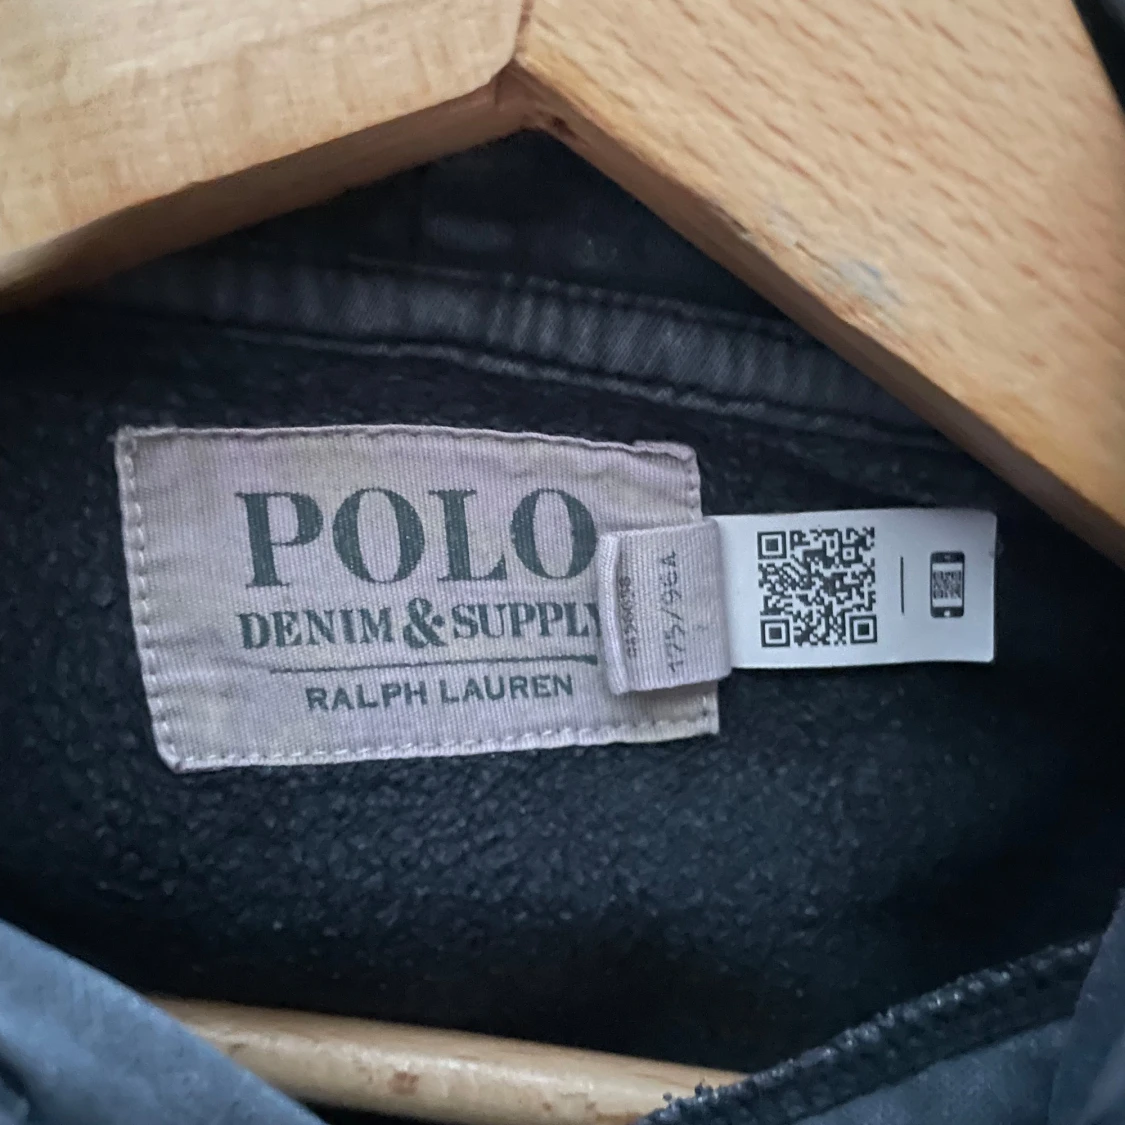 POLO
DENIM & SUPPLY
RALPH LAUREN
175/96A